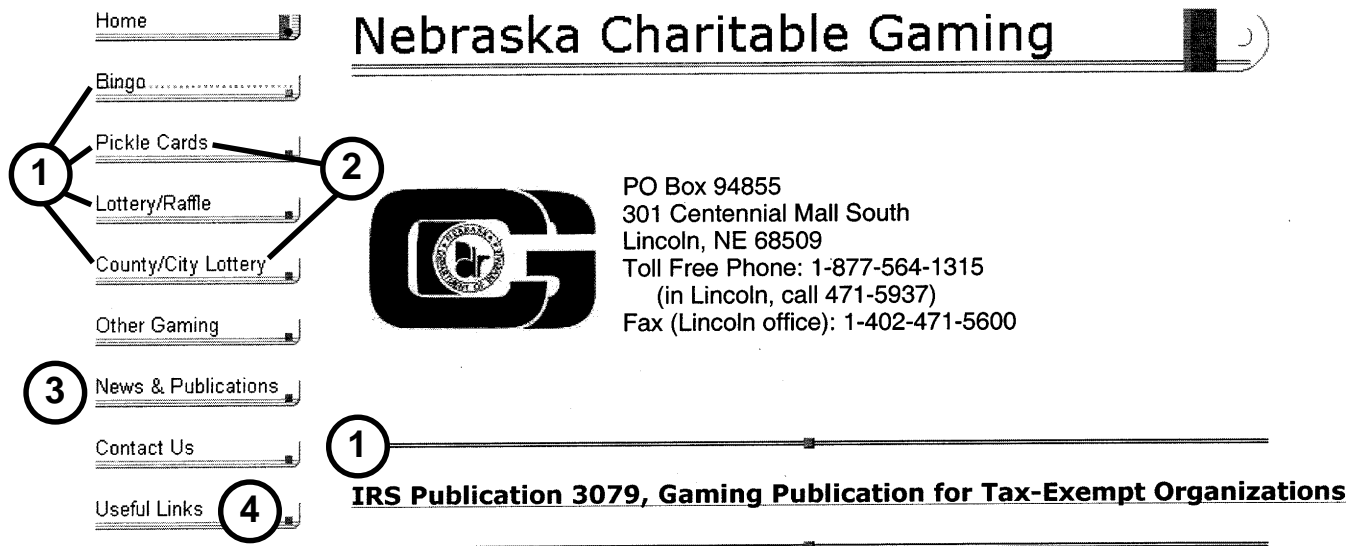 Home
Nebraska Charitable Gaming
Bingo
1
Pickle Cards
2
Lottery/Raffle
County/City Lottery
Other Gaming
3
News & Publications
Contact Us
Useful Links
4
PO Box 94855
301 Centennial Mall South
Lincoln, NE 68509
Toll Free Phone: 1-877-564-1315
(in Lincoln, call 471-5937)
Fax (Lincoln office): 1-402-471-5600
dr
1
IRS Publication 3079, Gaming Publication for Tax-Exempt Organizations